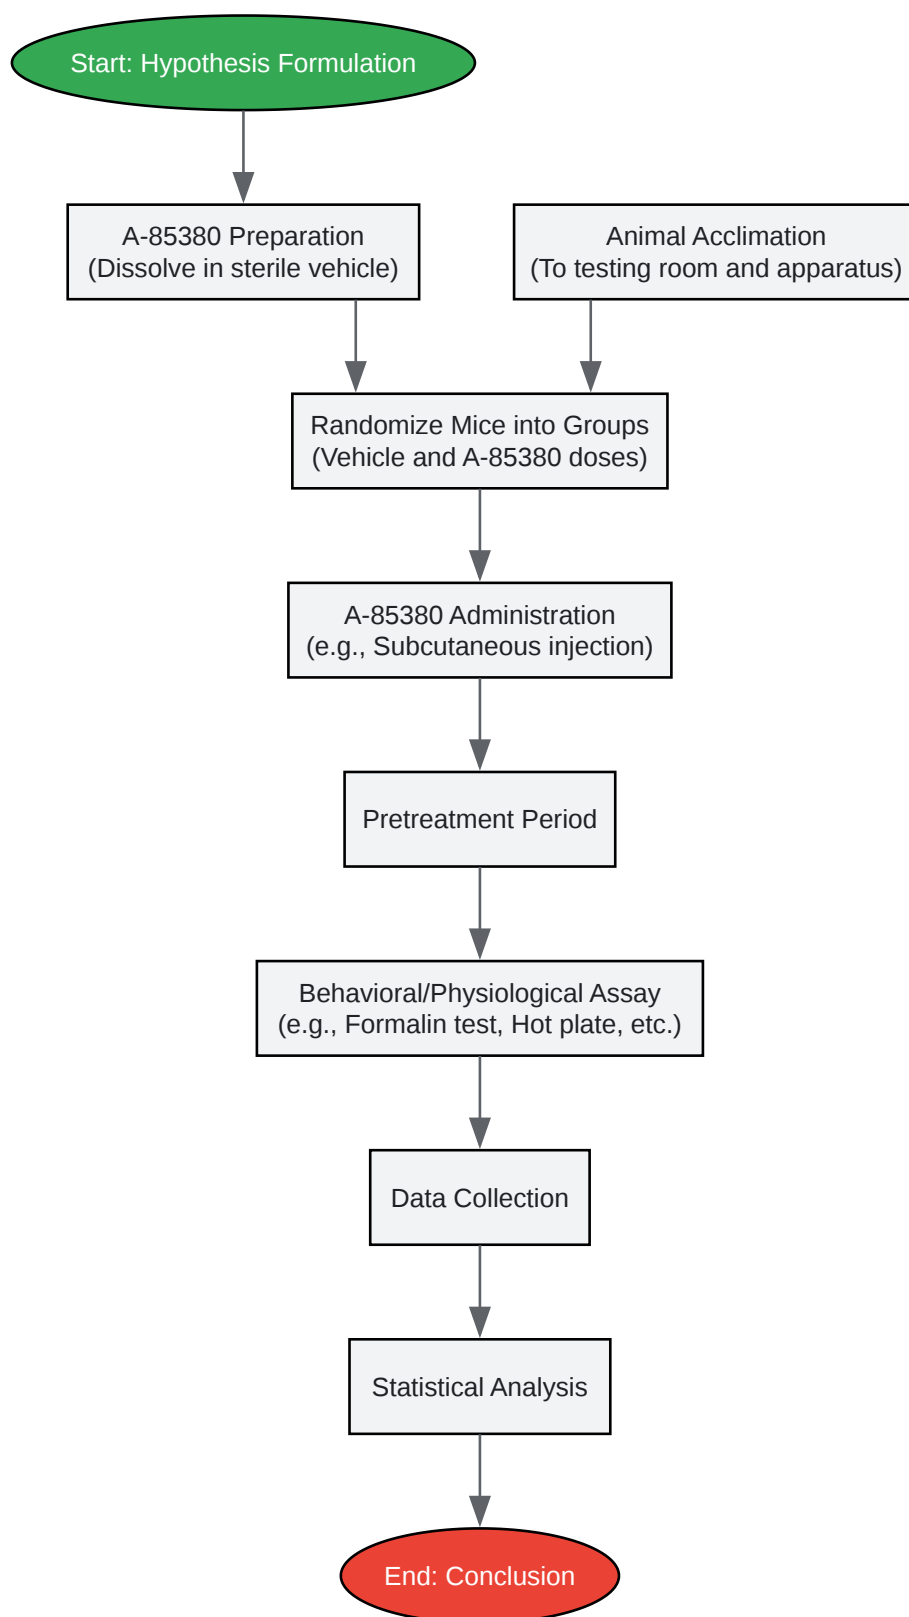 Start: Hypothesis Formulation
A-85380 Preparation
(Dissolve in sterile vehicle)
Animal Acclimation
(To testing room and apparatus)
Randomize Mice into Groups
(Vehicle and A-85380 doses)
A-85380 Administration
(e.g., Subcutaneous injection)
Pretreatment Period
Behavioral/Physiological Assay
(e.g., Formalin test, Hot plate, etc.)
Data Collection
Statistical Analysis
End: Conclusion